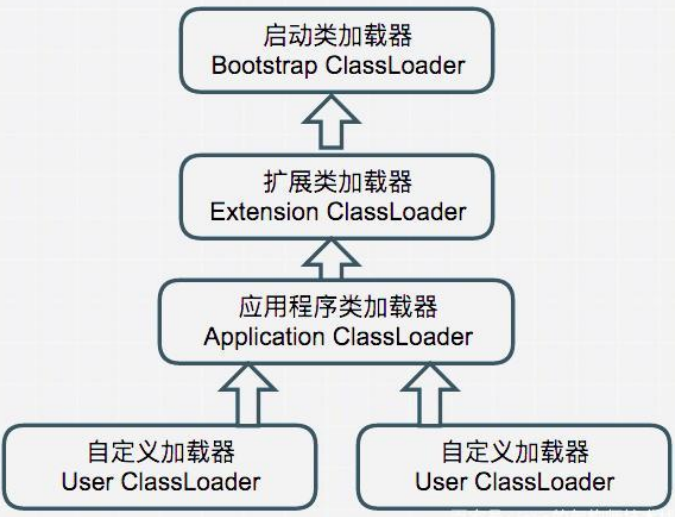 启动类加载器
Bootstrap ClassLoader
扩展类加载器
Extension ClassLoader
应用程序类加载器
Application ClassLoader
自定义加载器
User ClassLoader
自定义加载器
User ClassLoader